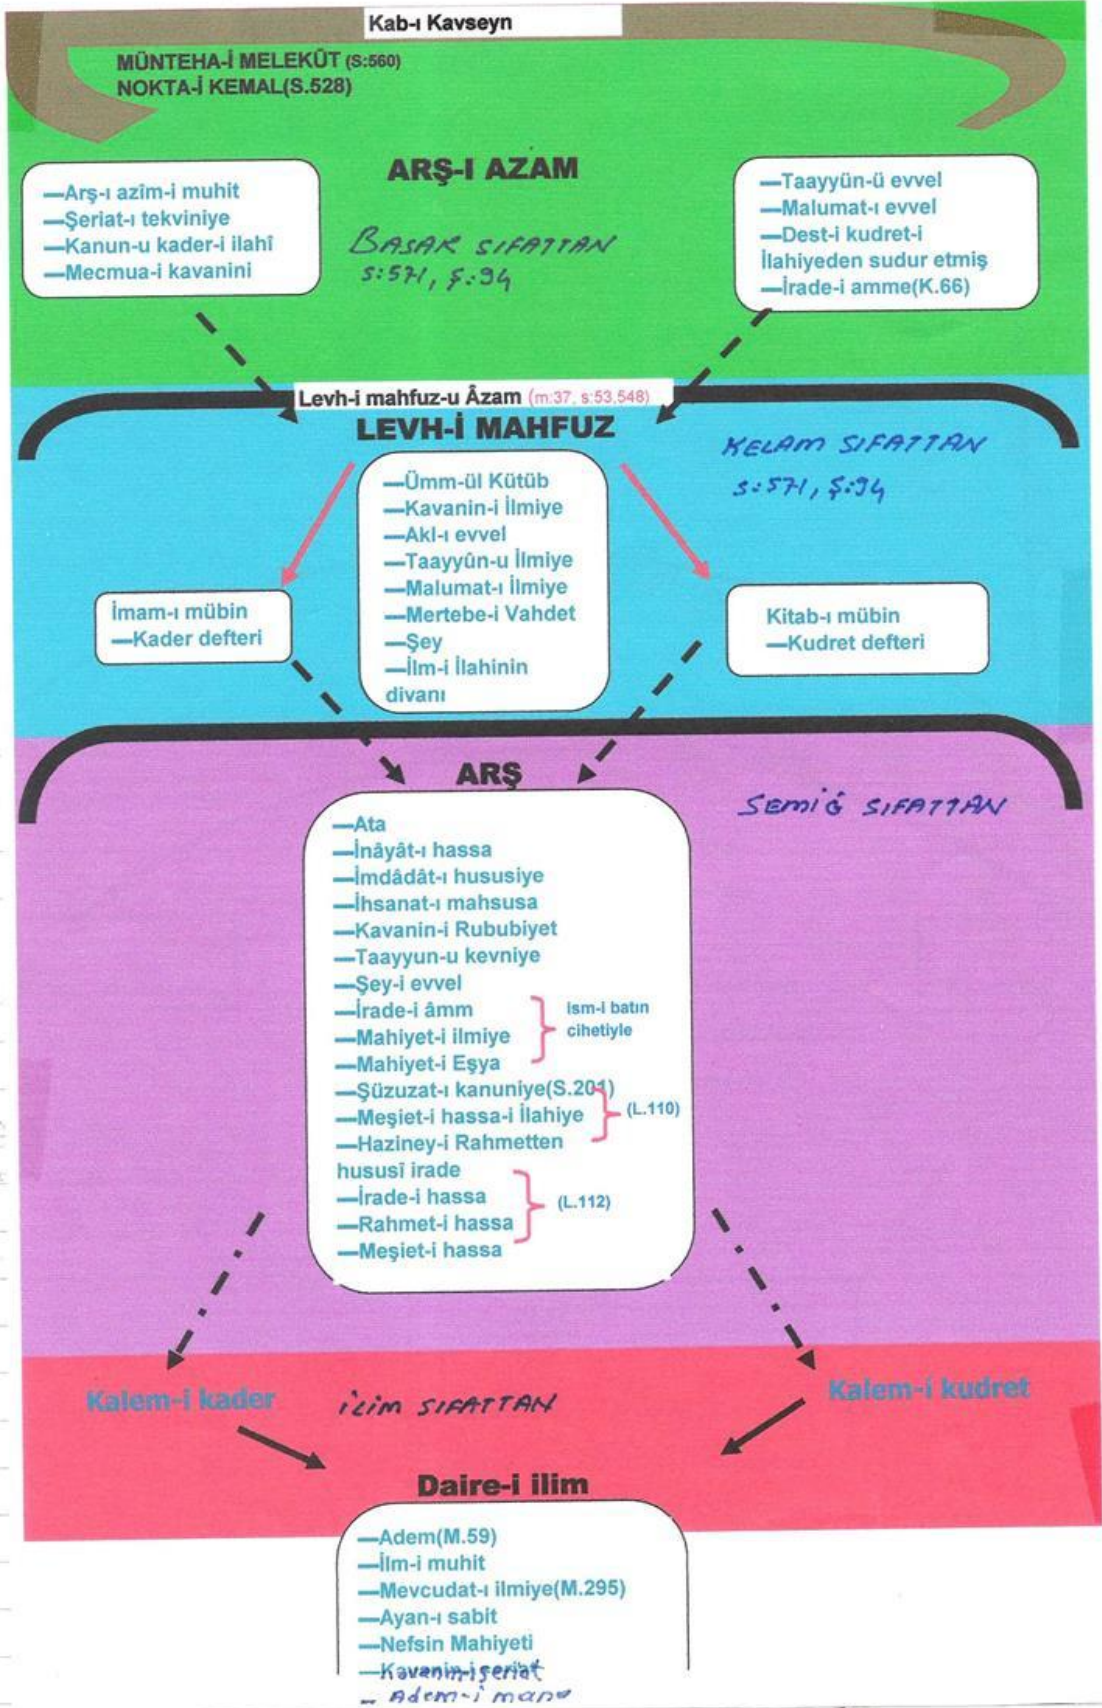 Kab-ı Kavseyn
MÜNTEHA-İ MELEKÛT (S:560)
NOKTA-İ KEMAL(S.528)
ARŞ-I AZAM
—Arş-ı azîm-i muhit
—Şeriat-ı tekviniye
—Kanun-u kader-i ilahî
—Mecmua-i kavanini
BASAR SIFATTAN
S:571, Ş:94
—Taayyün-ü evvel
—Malumat-ı evvel
—Dest-i kudret-i
İlahiyeden sudur etmiş
—İrade-i amme(K.66)
Levh-i mahfuz-u Âzam (m:37, s:53,548)
LEVH-İ MAHFUZ
KELAM SIFATTAN
S:571, Ş:94
—Ümm-ül Kütüb
—Kavanin-i İlmiye
—Akl-ı evvel
—Taayyûn-u İlmiye
—Malumat-ı İlmiye
—Mertebe-i Vahdet
—Şey
—İlm-i İlahinin
divanı
İmam-ı mübin
—Kader defteri
Kitab-ı mübin
—Kudret defteri
ARŞ
SEMİĞ SIFATTAN
—Ata
—İnâyât-ı hassa
—İmdâdât-ı hususiye
—İhsanat-ı mahsusa
—Kavanin-i Rububiyet
—Taayyun-u kevniye
—Şey-i evvel
—İrade-i âmm
—Mahiyet-i ilmiye
—Mahiyet-i Eşya
ism-i batın
cihetiyle
—Şüzuzat-ı kanuniye(S.201)
—Meşiet-i hassa-i İlahiye
(L.110)
—Haziney-i Rahmetten
hususî irade
—İrade-i hassa
—Rahmet-i hassa
(L.112)
—Meşiet-i hassa
Kalem-i kader
İLİM SIFATTAN
Kalem-i kudret
Daire-i ilim
—Adem(M.59)
—İlm-i muhit
—Mevcudat-ı ilmiye(M.295)
—Ayan-ı sabit
—Nefsin Mahiyeti
—Kavanin-i şeriat
— Adem-i mana